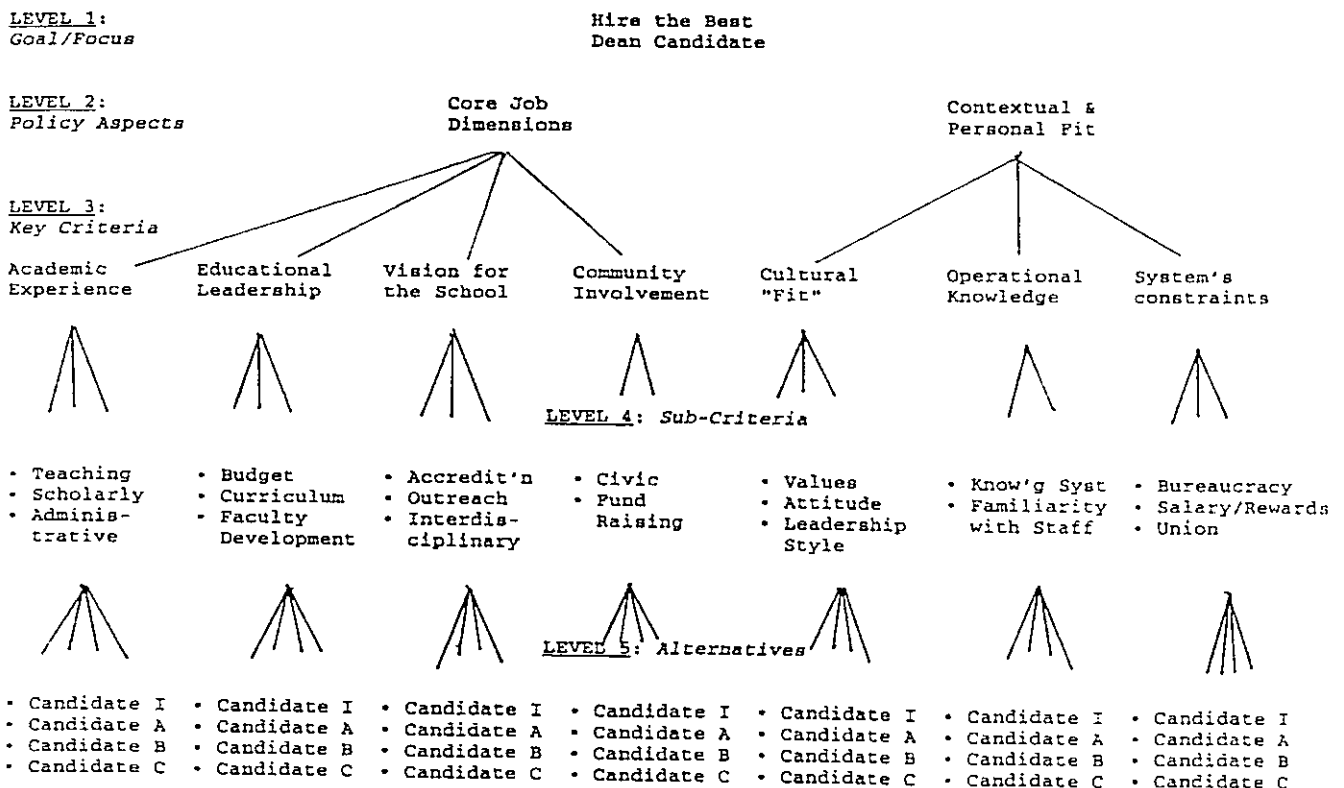 LEVEL 1:
Goal/Focus
Hire the Best
Dean Candidate
LEVEL 2:
Policy Aspects
Core Job
Dimensions
Contextual &
Personal Fit
LEVEL 3:
Key Criteria
Academic
Experience
Educational
Leadership
Vision for
the School
Community
Involvement
Cultural
"Fit"
Operational
Knowledge
System's
constraints
LEVEL 4: Sub-Criteria
• Teaching
• Scholarly
• Adminis-
trative
• Budget
• Curriculum
• Faculty
Development
• Accredit'n
• Outreach
• Interdis-
ciplinary
• Civic
• Fund
Raising
• Values
• Attitude
• Leadership
Style
• Know'g Syst
• Familiarity
with Staff
• Bureaucracy
• Salary/Rewards
• Union
LEVEL 5: Alternatives
• Candidate I
• Candidate A
• Candidate B
• Candidate C
• Candidate I
• Candidate A
• Candidate B
• Candidate C
• Candidate I
• Candidate A
• Candidate B
• Candidate C
• Candidate I
• Candidate A
• Candidate B
• Candidate C
• Candidate I
• Candidate A
• Candidate B
• Candidate C
• Candidate I
• Candidate A
• Candidate B
• Candidate C
• Candidate I
• Candidate A
• Candidate B
• Candidate C